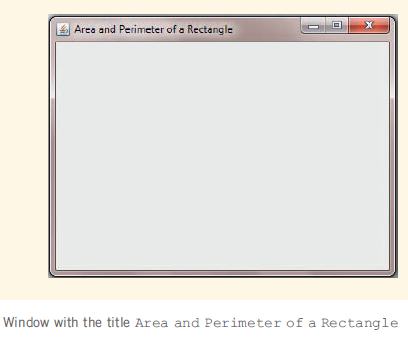 Area and Perimeter of a Rectangle
Window with the title Area and Perimeter of a Rectangle